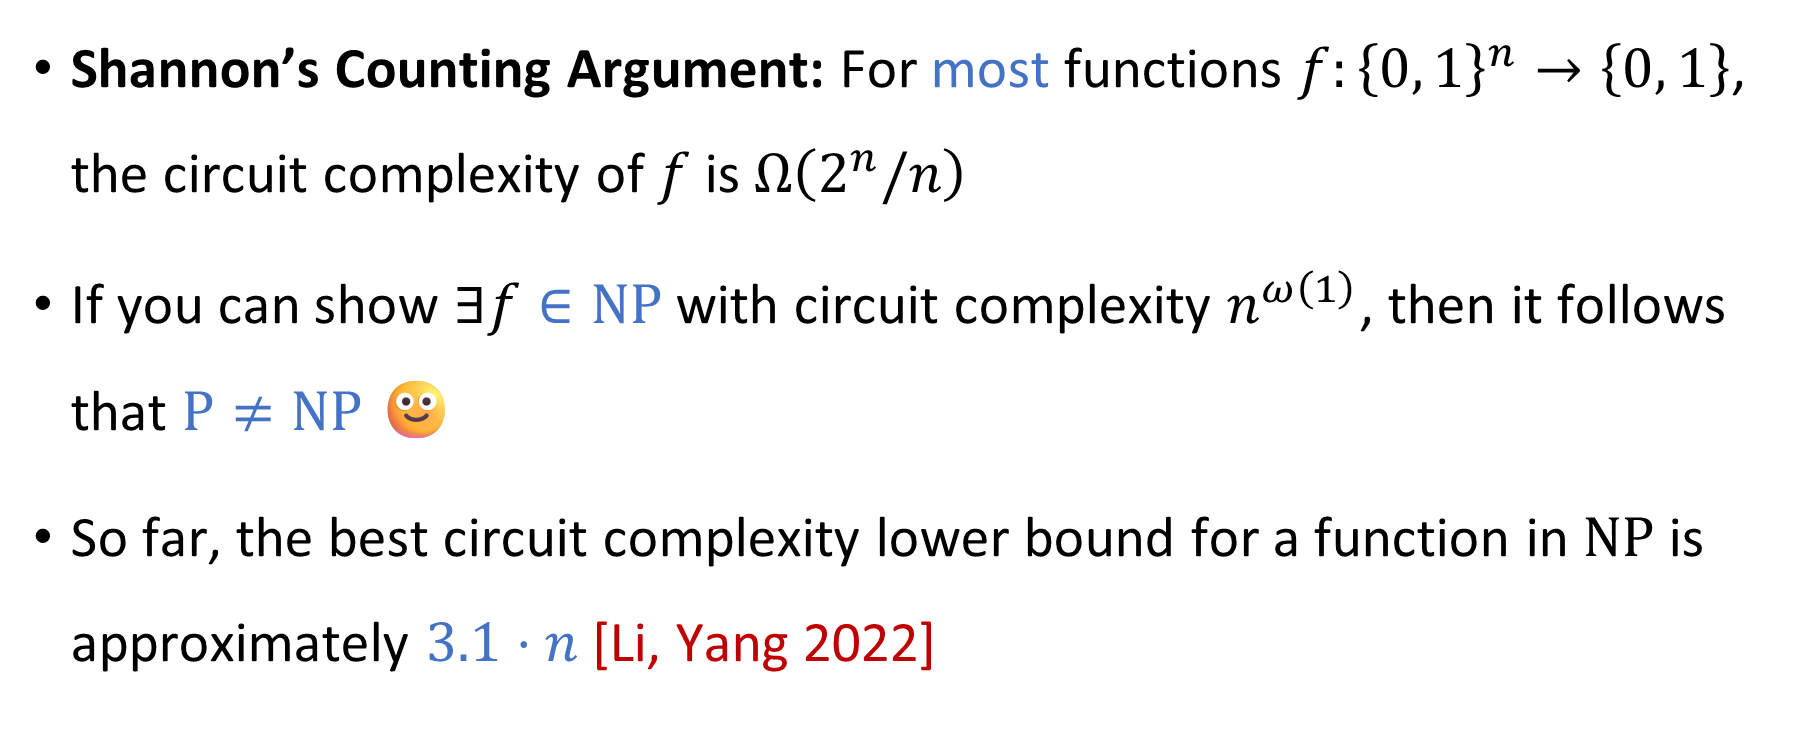 • Shannon's Counting Argument: For most functions 𝑓: {0, 1}ⁿ → {0, 1},
the circuit complexity of 𝑓 is Ω(2ⁿ/𝑛)
• If you can show ∃𝑓 ∈ NP with circuit complexity 𝑛^ω(1), then it follows
that P ≠ NP 🙂
• So far, the best circuit complexity lower bound for a function in NP is
approximately 3.1 · 𝑛 [Li, Yang 2022]